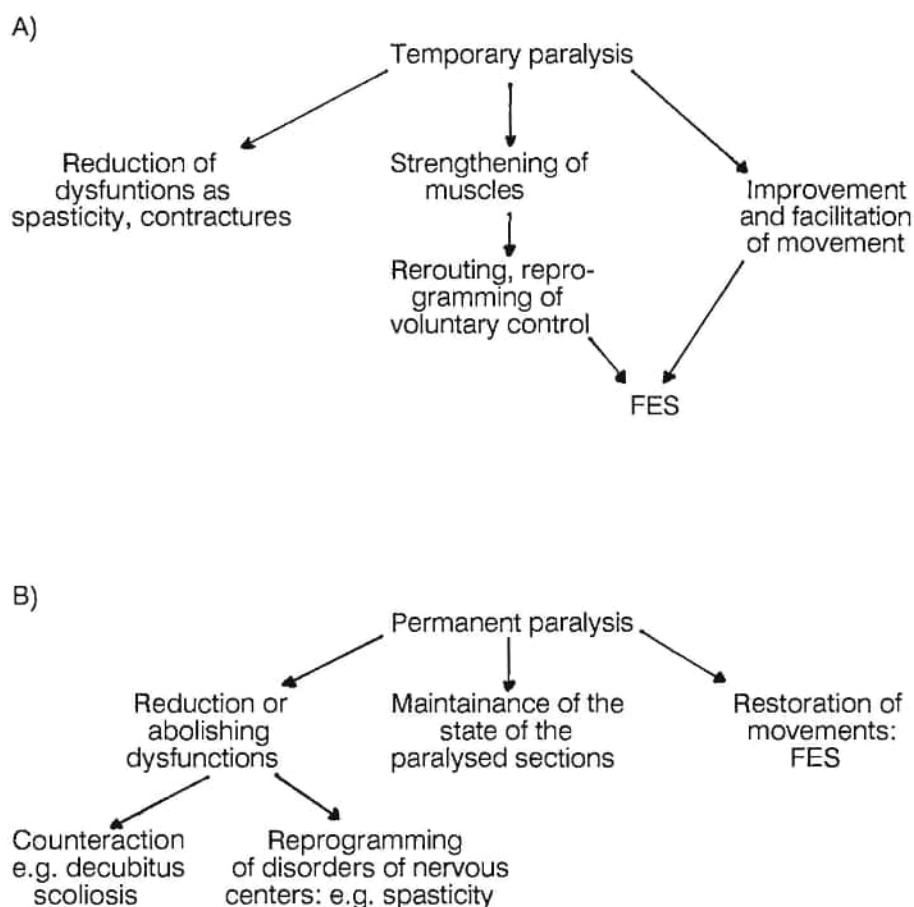 A)
Temporary paralysis
Reduction of
dysfuntions as
spasticity, contractures
Strengthening of
muscles
Rerouting, repro-
gramming of
voluntary control
Improvement
and facilitation
of movement
FES
B)
Permanent paralysis
Reduction or
abolishing
dysfunctions
Maintainance of the
state of the
paralysed sections
Restoration of
movements:
FES
Counteraction
e.g. decubitus
scoliosis
Reprogramming
of disorders of nervous
centers: e.g. spasticity